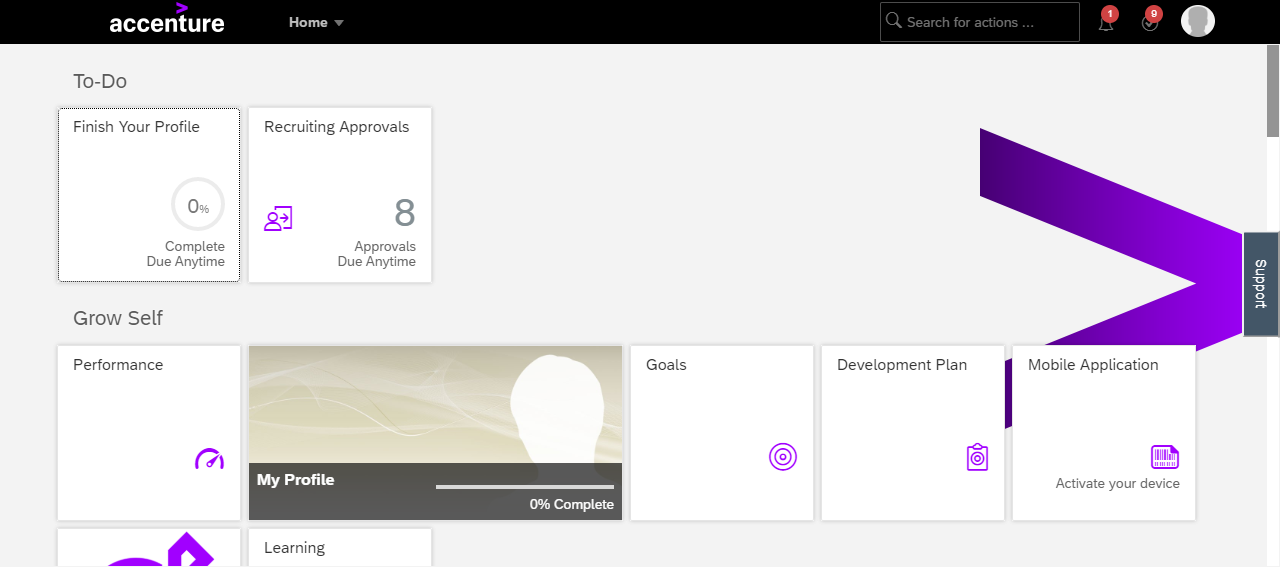 accenture
Home
Search for actions ...
1
9
To-Do
Finish Your Profile
0%
Complete
Due Anytime
Recruiting Approvals
8
Approvals
Due Anytime
Support
Grow Self
Performance
My Profile
0% Complete
Goals
Development Plan
Mobile Application
Activate your device
Learning